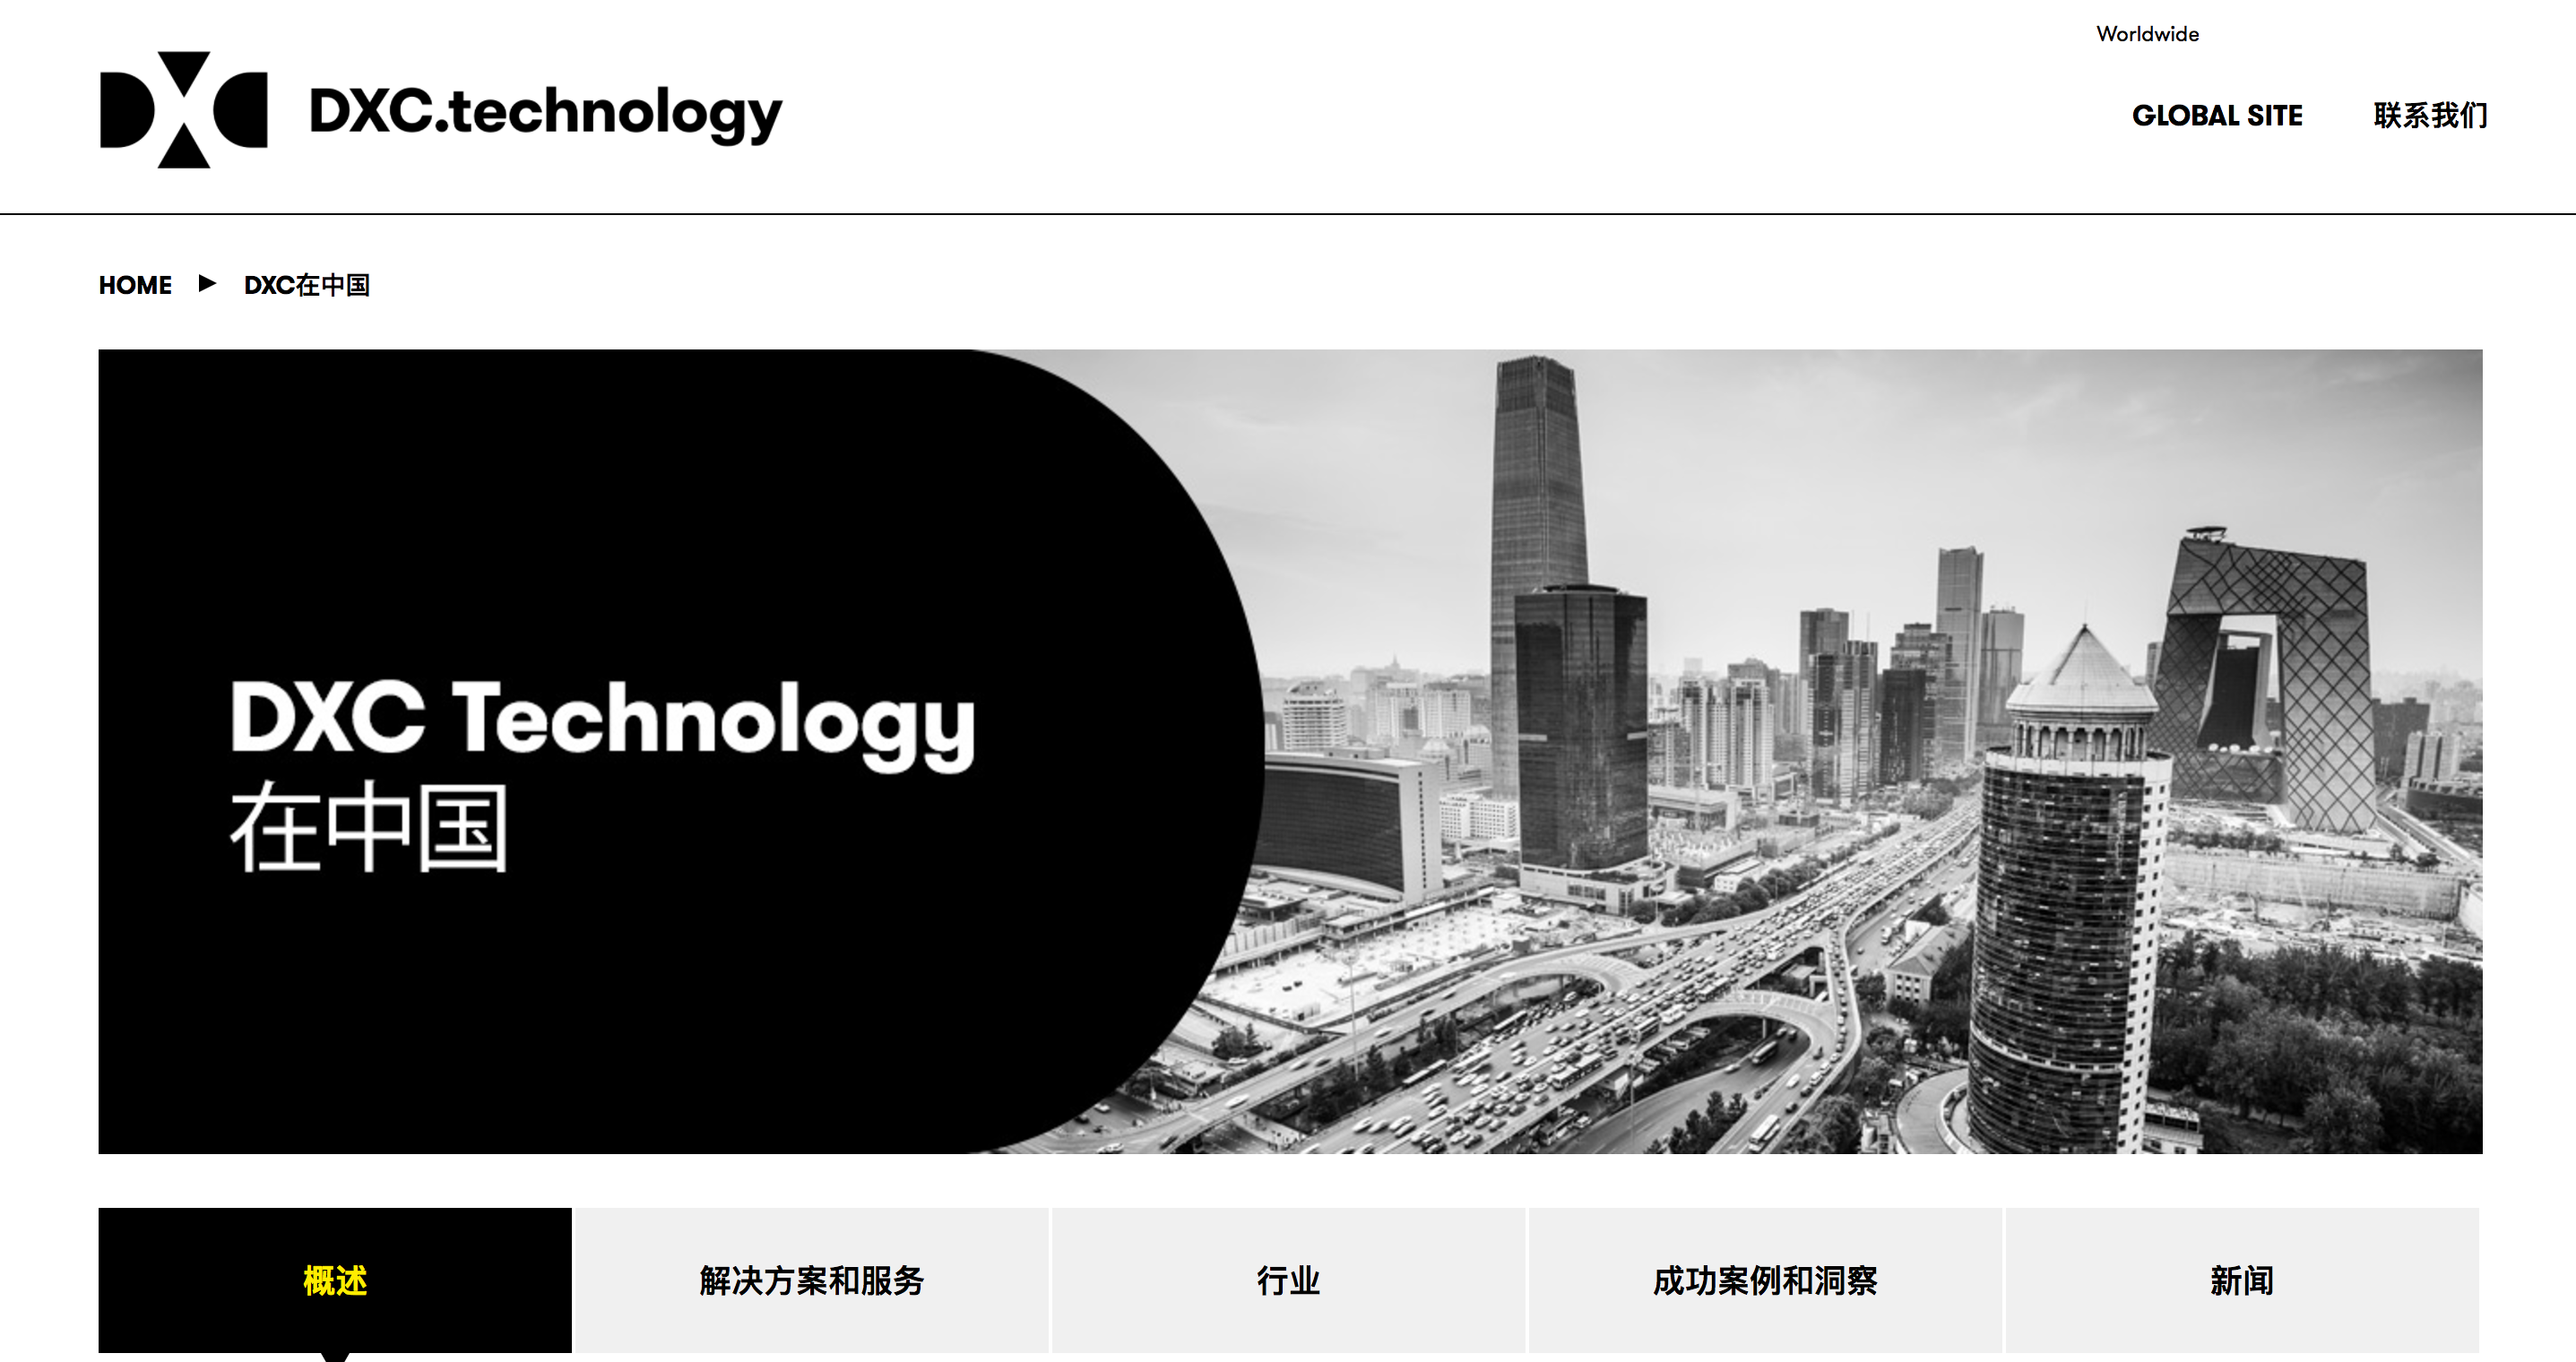 Worldwide
DXC
DXC.technology
GLOBAL SITE
联系我们
HOME ▶ DXC在中国
DXC Technology
在中国
概述
解决方案和服务
行业
成功案例和洞察
新闻